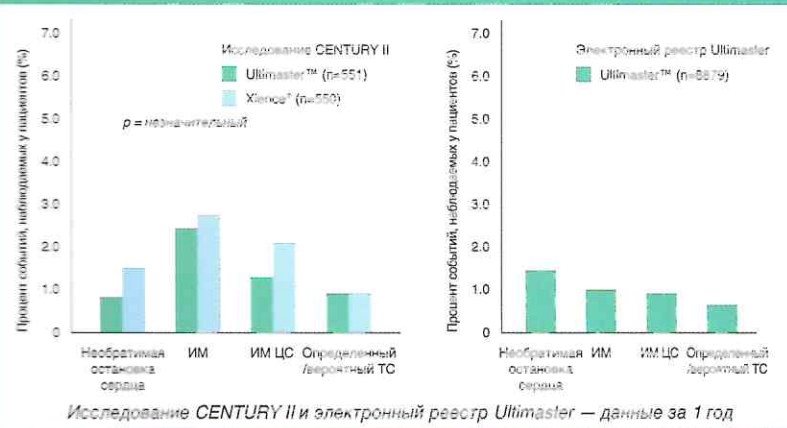 Процент событий, наблюдаемых у пациентов (%)
7.0
6.0
5.0
4.0
3.0
2.0
1.0
0
Исследование CENTURY II
Ultimaster™ (n=551)
Xience® (n=550)
p = незначительный
Необратимая остановка сердца
ИМ
ИМ ЦС
Определенный /вероятный ТС
Процент событий, наблюдаемых у пациентов (%)
7.0
6.0
5.0
4.0
3.0
2.0
1.0
0
Электронный реестр Ultimaster
Ultimaster™ (n=8879)
Необратимая остановка сердца
ИМ
ИМ ЦС
Определенный /вероятный ТС
Исследование CENTURY II и электронный реестр Ultimaster — данные за 1 год